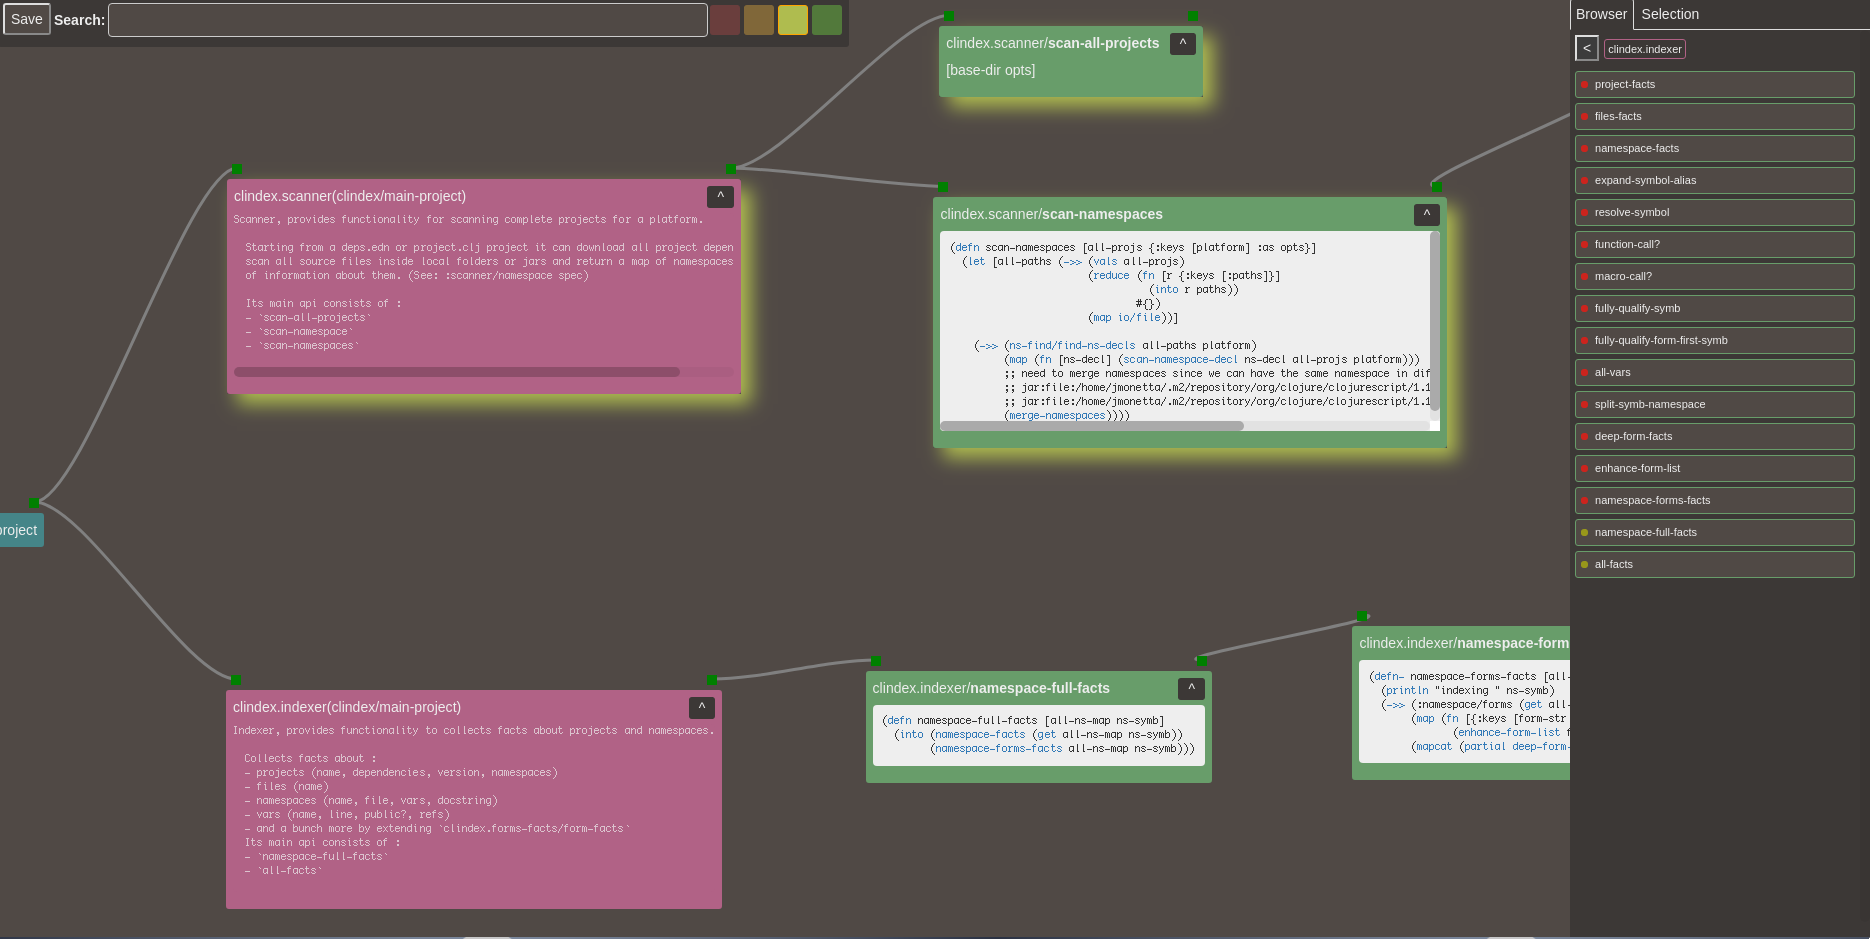 Save
Search:
clindex.scanner/scan-all-projects
^
[base-dir opts]
clindex.scanner(clindex/main-project)
^
Scanner, provides functionality for scanning complete projects for a platform.
Starting from a deps.edn or project.clj project it can download all project depen
scan all source files inside local folders or jars and return a map of namespaces
of information about them. (See: :scanner/namespace spec)
Its main api consists of :
- `scan-all-projects`
- `scan-namespace`
- `scan-namespaces`
clindex.scanner/scan-namespaces
^
(defn scan-namespaces [all-projs {:keys [platform] :as opts}]
(let [all-paths (->> (vals all-projs)
(reduce (fn [r {:keys [:paths]}]
(into r paths))
#{})
(map io/file))]
(->> (ns-find/find-ns-decls all-paths platform)
(map (fn [ns-decl] (scan-namespace-decl ns-decl all-projs platform)))
;; need to merge namespaces since we can have the same namespace in dif
;; jar:file:/home/jmonetta/.m2/repository/org/clojure/clojurescript/1.1
;; jar:file:/home/jmonetta/.m2/repository/org/clojure/clojurescript/1.1
(merge-namespaces))))
project
clindex.indexer(clindex/main-project)
^
Indexer, provides functionality to collects facts about projects and namespaces.
Collects facts about :
- projects (name, dependencies, version, namespaces)
- files (name)
- namespaces (name, file, vars, docstring)
- vars (name, line, public?, refs)
- and a bunch more by extending `clindex.forms-facts/form-facts`
Its main api consists of :
- `namespace-full-facts`
- `all-facts`
clindex.indexer/namespace-full-facts
^
(defn namespace-full-facts [all-ns-map ns-symb]
(into (namespace-facts (get all-ns-map ns-symb))
(namespace-forms-facts all-ns-map ns-symb)))
clindex.indexer/namespace-form
(defn- namespace-forms-facts [all-
(println "indexing " ns-symb)
(->> (:namespace/forms (get all-
(map (fn [{:keys [form-str
(enhance-form-list f
(mapcat (partial deep-form-
Browser
Selection
<
clindex.indexer
project-facts
files-facts
namespace-facts
expand-symbol-alias
resolve-symbol
function-call?
macro-call?
fully-qualify-symb
fully-qualify-form-first-symb
all-vars
split-symb-namespace
deep-form-facts
enhance-form-list
namespace-forms-facts
namespace-full-facts
all-facts